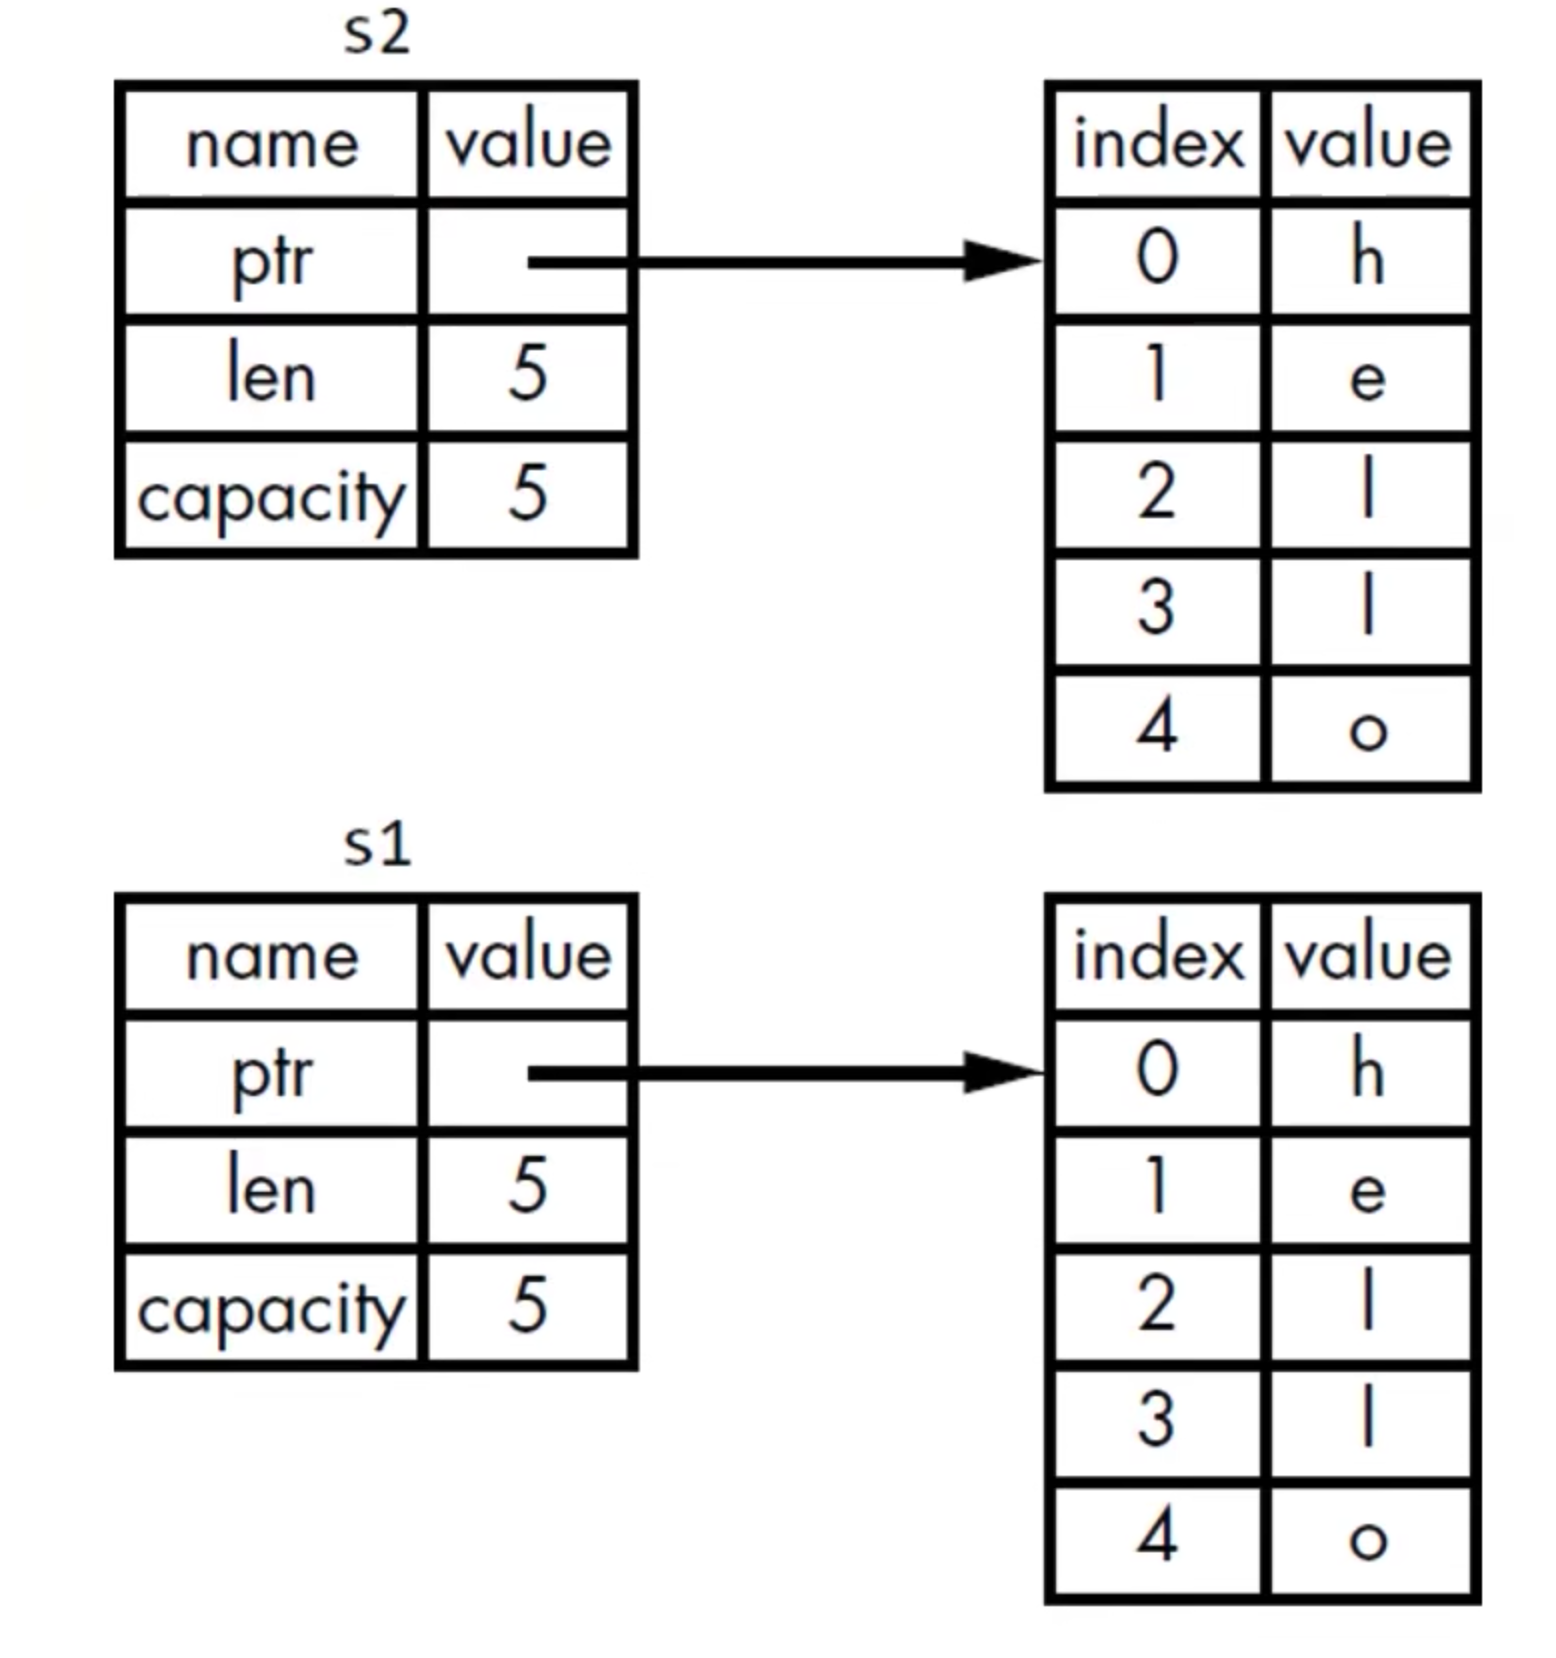 s2
name value
ptr
len 5
capacity 5
index value
0 h
1 e
2 l
3 l
4 o
s1
name value
ptr
len 5
capacity 5
index value
0 h
1 e
2 l
3 l
4 o